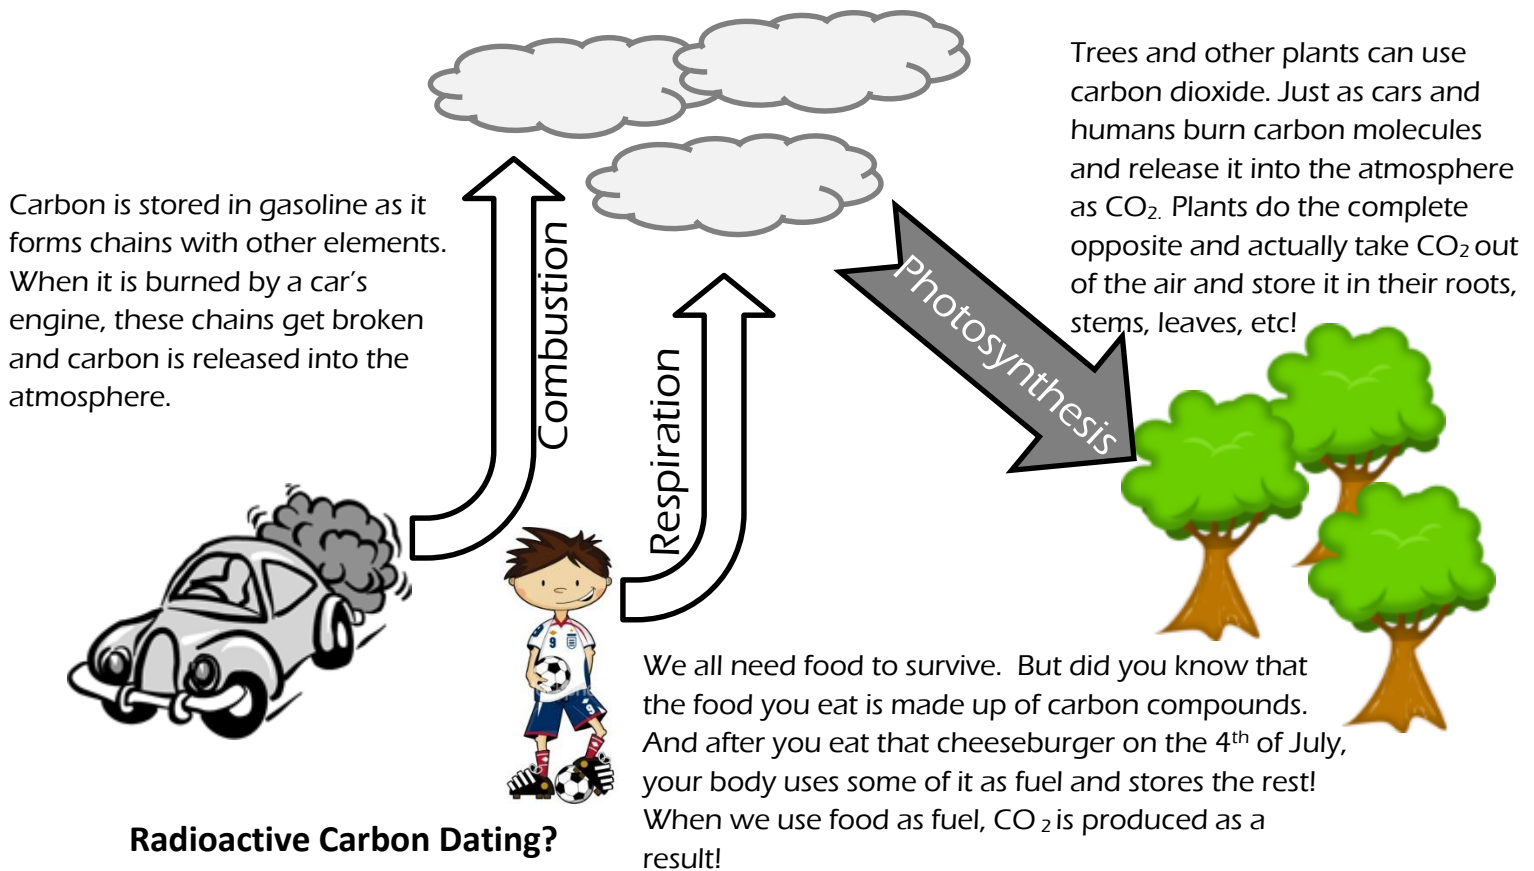 Trees and other plants can use
carbon dioxide. Just as cars and
humans burn carbon molecules
and release it into the atmosphere
as CO2. Plants do the complete
opposite and actually take CO2 out
of the air and store it in their roots,
stems, leaves, etc!
Carbon is stored in gasoline as it
forms chains with other elements.
When it is burned by a car’s
engine, these chains get broken
and carbon is released into the
atmosphere.
Combustion
Respiration
Photosynthesis
9
9
We all need food to survive.  But did you know that
the food you eat is made up of carbon compounds.
And after you eat that cheeseburger on the 4th of July,
your body uses some of it as fuel and stores the rest!
When we use food as fuel, CO 2 is produced as a
result!
Radioactive Carbon Dating?